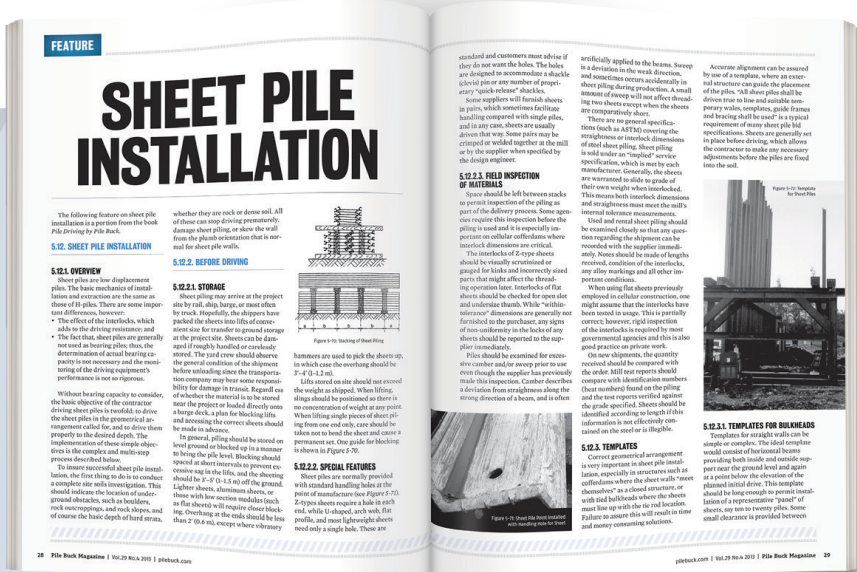 FEATURE
SHEET PILE
INSTALLATION
The following feature on sheet pile
installation is a portion from the book
Pile Driving by Pile Buck.
5.12. SHEET PILE INSTALLATION
5.12.1. OVERVIEW
Sheet piles are low displacement
piles. The basic mechanics of instal-
lation and extraction are the same as
those of H-piles. There are some impor-
tant differences, however:
• The effect of the interlocks, which
adds to the driving resistance; and
• The fact that, sheet piles are generally
not used as bearing piles; thus, the
determination of actual bearing ca-
pacity is not necessary and the moni-
toring of the driving equipment's
performance is not so rigorous.
Without bearing capacity to consider,
the basic objective of the contractor
driving sheet piles is twofold: to drive
the sheet piles in the geometrical ar-
rangement called for, and to drive them
properly to the desired depth. The
implementation of these simple objec-
tives is the complex and multi-step
process described below.
To insure successful sheet pile instal-
lation, the first thing to do is to conduct
a complete site soils investigation. This
should indicate the location of under-
ground obstacles, such as boulders,
rock outcroppings, and rock slopes, and
of course the basic depth of hard strata,
whether they are rock or dense soil. All
of these can stop driving prematurely,
damage sheet piling, or skew the wall
from the plumb orientation that is nor-
mal for sheet pile walls.
5.12.2. BEFORE DRIVING
5.12.2.1. STORAGE
Sheet piling may arrive at the project
site by rail, ship, barge, or most often
by truck. Hopefully, the shippers have
packed the sheets into lifts of conve-
nient size for transfer to ground storage
at the project site. Sheets can be dam-
aged if roughly handled or carelessly
stored. The yard crew should observe
the general condition of the shipment
before unloading since the transporta-
tion company may bear some responsi-
bility for damage in transit. Regardl ess
of whether the material is to be stored
near the project or loaded directly onto
a barge deck, a plan for blocking lifts
and accessing the correct sheets should
be made in advance.
In general, piling should be stored on
level ground or blocked up in a manner
to bring the pile level. Blocking should
be spaced at short intervals to prevent ex-
cessive sag in the lifts, and the sheeting
should be 3'-5' (1-1.5 m) off the ground.
Lighter sheets, aluminum sheets, or
those with low section modulus (such
as flat sheets) will require closer block-
ing. Overhang at the ends should be less
than 2' (0.6 m), except where vibratory
Figure 5-70: Stacking of Sheet Piling
hammers are used to pick the sheets up,
in which case the overhang should be
3'-4' (1-1.2 m).
Lifts stored on site should not exceed
the weight as shipped. When lifting,
slings should be positioned so there is
no concentration of weight at any point.
When lifting single pieces of sheet pil-
ing from one end only, care should be
taken not to bend the sheet and cause a
permanent set. One guide for blocking
is shown in Figure 5-70.
5.12.2.2. SPECIAL FEATURES
Sheet piles are normally provided
with standard handling holes at the
point of manufacture (see Figure 5-71).
Z-types sheets require a hole in each
end, while U-shaped, arch web, flat
profile, and most lightweight sheets
need only a single hole. These are
28 Pile Buck Magazine | Vol.29 No.4 2013 | pilebuck.com
standard and customers must advise if
they do not want the holes. The holes
are designed to accommodate a shackle
(clevis) pin or any number of propri-
etary "quick-release" shackles.
Some suppliers will furnish sheets
in pairs, which sometimes facilitate
handling compared with single piles,
and in any case, sheets are usually
driven that way. Some pairs may be
crimped or welded together at the mill
or by the supplier when specified by
the design engineer.
5.12.2.3. FIELD INSPECTION
OF MATERIALS
Space should be left between stacks
to permit inspection of the piling as
part of the delivery process. Some agen-
cies require this inspection before the
piling is used and it is especially im-
portant on cellular cofferdams where
interlock dimensions are critical.
The interlocks of Z-type sheets
should be visually scrutinized or
gauged for kinks and incorrectly sized
parts that might affect the thread-
ing operation later. Interlocks of flat
sheets should be checked for open slot
and undersize thumb. While "within-
tolerance" dimensions are generally not
furnished to the purchaser, any signs
of non-uniformity in the locks of any
sheets should be reported to the sup-
plier immediately.
Piles should be examined for exces-
sive camber and/or sweep prior to use
even though the supplier has previously
made this inspection. Camber describes
a deviation from straightness along the
strong direction of a beam, and is often
Figure 5-71: Sheet Pile Point Installed
with Handling Hole for Sheet
artificially applied to the beams. Sweep
is a deviation in the weak direction,
and sometimes occurs accidentally in
sheet piling during production. A small
amount of sweep will not affect thread-
ing two sheets except when the sheets
are comparatively short.
There are no general specifica-
tions (such as ASTM) covering the
straightness or interlock dimensions
of steel sheet piling. Sheet piling
is sold under an "implied" service
specification, which is met by each
manufacturer. Generally, the sheets
are warranted to slide to grade of
their own weight when interlocked.
This means both interlock dimensions
and straightness must meet the mill's
internal tolerance measurements.
Used and rental sheet piling should
be examined closely so that any ques-
tion regarding the shipment can be
recorded with the supplier immedi-
ately. Notes should be made of lengths
received, condition of the interlocks,
any alloy markings and all other im-
portant conditions.
When using flat sheets previously
employed in cellular construction, one
might assume that the interlocks have
been tested in usage. This is partially
correct; however, rigid inspection
of the interlocks is required by most
governmental agencies and this is also
good practice on private work.
On new shipments, the quantity
received should be compared with
the order. Mill test reports should
compare with identification numbers
(heat numbers) found on the piling
and the test reports verified against
the grade specified. Sheets should be
identified according to length if this
information is not effectively con-
tained on the steel or is illegible.
5.12.3. TEMPLATES
Correct geometrical arrangement
is very important in sheet pile instal-
lation, especially in structures such as
cofferdams where the sheet walls "meet
themselves" as a closed structure, or
with tied bulkheads where the sheets
must line up with the tie rod location.
Failure to assure this will result in time
and money consuming solutions.
Accurate alignment can be assured
by use of a template, where an exter-
nal structure can guide the placement
of the piles. "All sheet piles shall be
driven true to line and suitable tem-
porary wales, templates, guide frames
and bracing shall be used" is a typical
requirement of many sheet pile bid
specifications. Sheets are generally set
in place before driving, which allows
the contractor to make any necessary
adjustments before the piles are fixed
into the soil.
Figure 5-72: Template
for Sheet Piles
5.12.3.1. TEMPLATES FOR BULKHEADS
Templates for straight walls can be
simple or complex. The ideal template
would consist of horizontal beams
providing both inside and outside sup-
port near the ground level and again
at a point below the elevation of the
planned initial drive. This template
should be long enough to permit instal-
lation of a representative "panel" of
sheets, say ten to twenty piles. Some
small clearance is provided between
pilebuck.com | Vol.29 No.4 2013 | Pile Buck Magazine 29